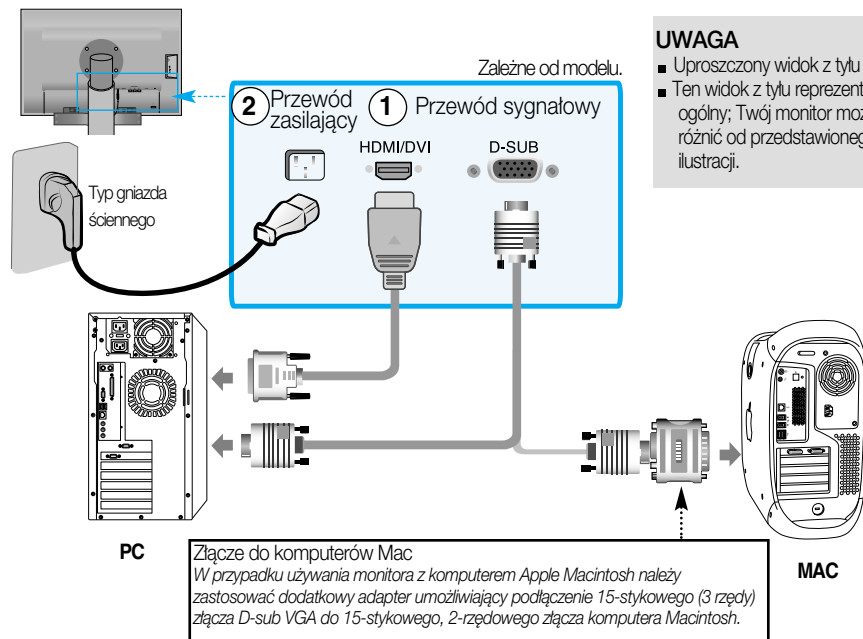 UWAGA
Uproszczony widok z tyłu
Ten widok z tyłu
ogólny; Twój monitor
różnić od
ilustracji.
Zależne od modelu.
2 Przewód
zasilający
1 Przewód sygnałowy
HDMI/DVI
D-SUB
Typ gniazda
ściennego
PC
MAC
Złącze do komputerów Mac
W przypadku używania monitora z komputerem Apple Macintosh należy
zastosować dodatkowy adapter umożliwiający podłączenie 15-stykowego (3 rzędy)
złącza D-sub VGA do 15-stykowego, 2-rzędowego złącza komputera Macintosh.